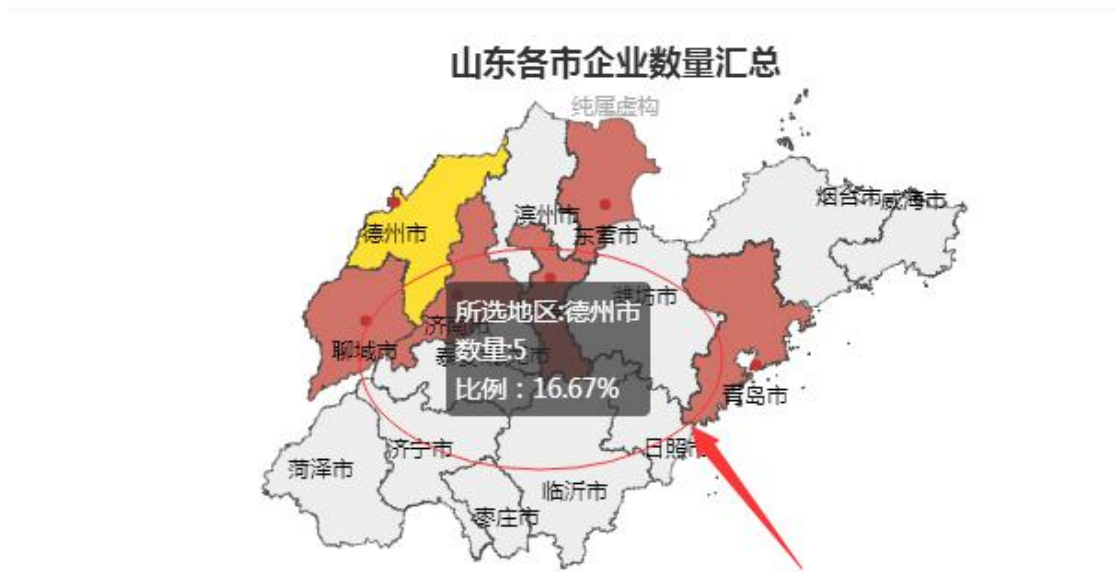 山东各市企业数量汇总
纯属虚构
烟台市
威海市
滨州市
德州市
东营市
潍坊市
所选地区:德州市
数量:5
比例：16.67%
济南市
聊城市
青岛市
济宁市
日照市
菏泽市
临沂市
枣庄市